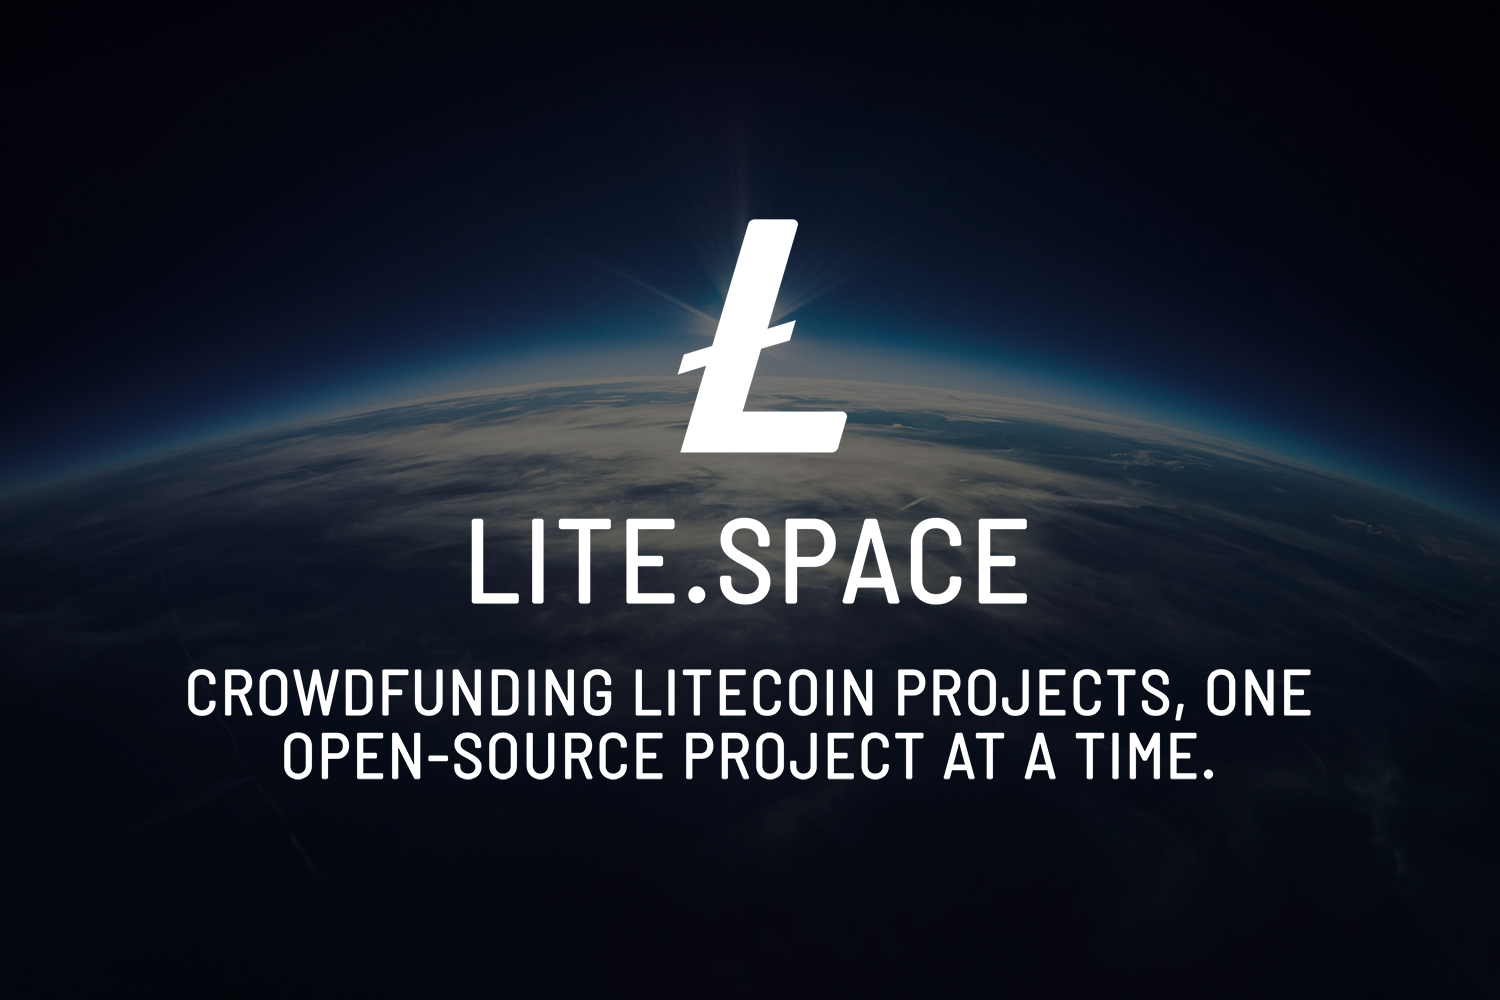 LITE.SPACE
CROWDFUNDING LITECOIN PROJECTS, ONE
OPEN-SOURCE PROJECT AT A TIME.